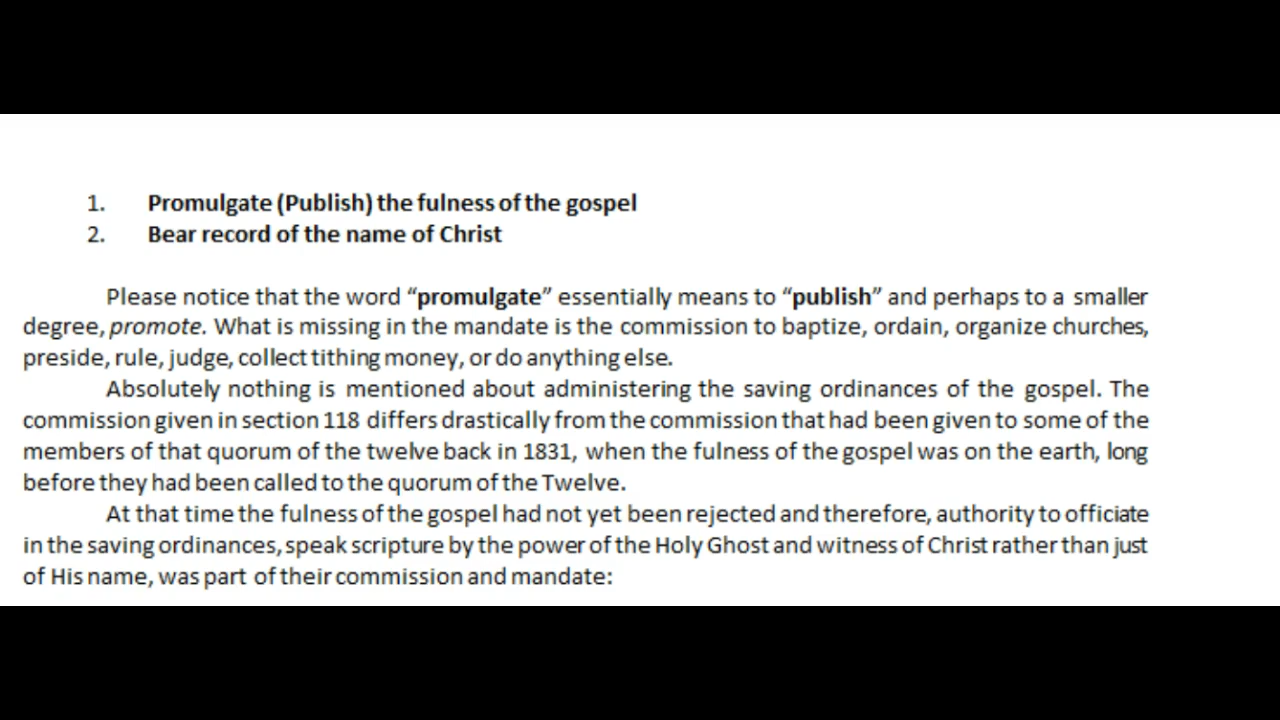 1. Promulgate (Publish) the fulness of the gospel
2. Bear record of the name of Christ
Please notice that the word “promulgate” essentially means to “publish” and perhaps to a smaller
degree, promote. What is missing in the mandate is the commission to baptize, ordain, organize churches,
preside, rule, judge, collect tithing money, or do anything else.
Absolutely nothing is mentioned about administering the saving ordinances of the gospel. The
commission given in section 118 differs drastically from the commission that had been given to some of the
members of that quorum of the twelve back in 1831, when the fulness of the gospel was on the earth, long
before they had been called to the quorum of the Twelve.
At that time the fulness of the gospel had not yet been rejected and therefore, authority to officiate
in the saving ordinances, speak scripture by the power of the Holy Ghost and witness of Christ rather than just
of His name, was part of their commission and mandate: